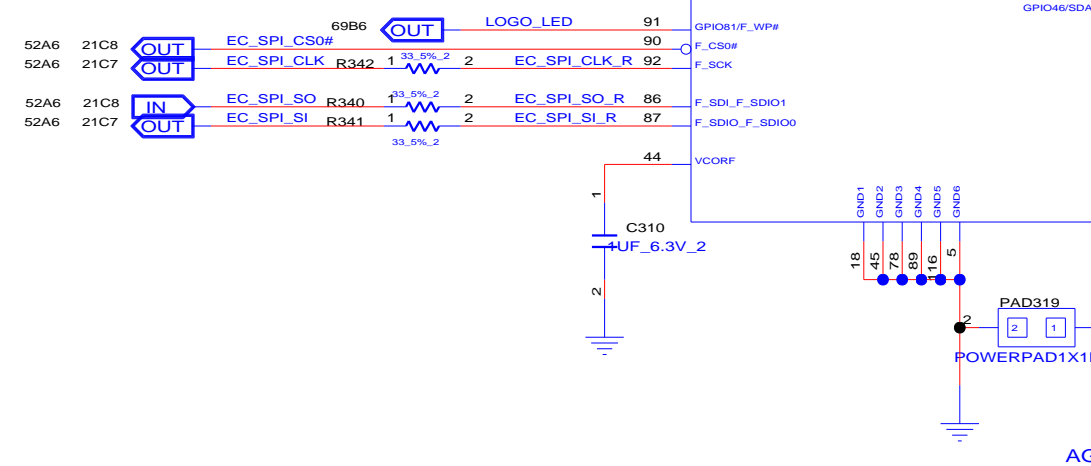 GPIO46/SDA
69B6 OUT LOGO_LED 91 GPIO81/F_WP#
52A6 21C8 OUT EC_SPI_CS0# 90 F_CS0#
52A6 21C7 OUT EC_SPI_CLK R342 1 33_5%_2 2 EC_SPI_CLK_R 92 F_SCK
52A6 21C8 IN EC_SPI_SO R340 1 33_5%_2 2 EC_SPI_SO_R 86 F_SDI_F_SDIO1
52A6 21C7 OUT EC_SPI_SI R341 1 2 EC_SPI_SI_R 87 F_SDIO_F_SDIO0
33_5%_2
44 VCORF
GND1 GND2 GND3 GND4 GND5 GND6
1
C310
1UF_6.3V_2
18 45 78 89 116 5
2
PAD319
2
2 1
POWERPAD1X1